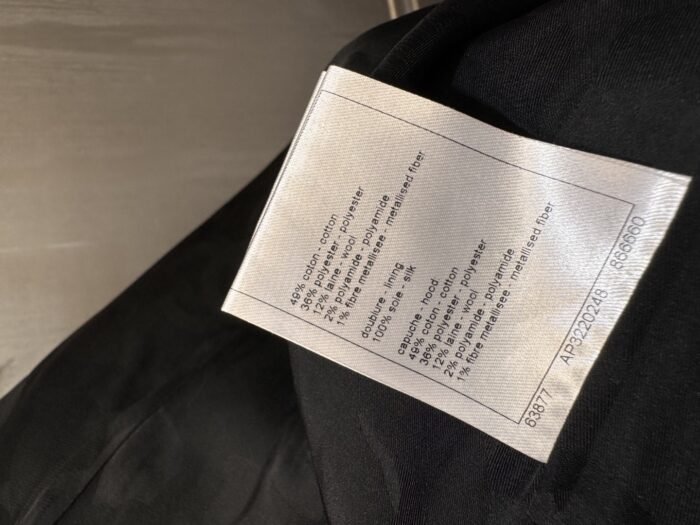 49% coton - cotton
36% polyester - polyester
12% laine - wool
2% polyamide - polyamide
1% fibre metallisee - metallised fiber
doublure - lining
100% soie - silk
capuche - hood
49% coton - cotton
36% polyester - polyester
12% laine - wool
2% polyamide - polyamide
1% fibre metallisee - metallised fiber
63877 AP3220248 866660